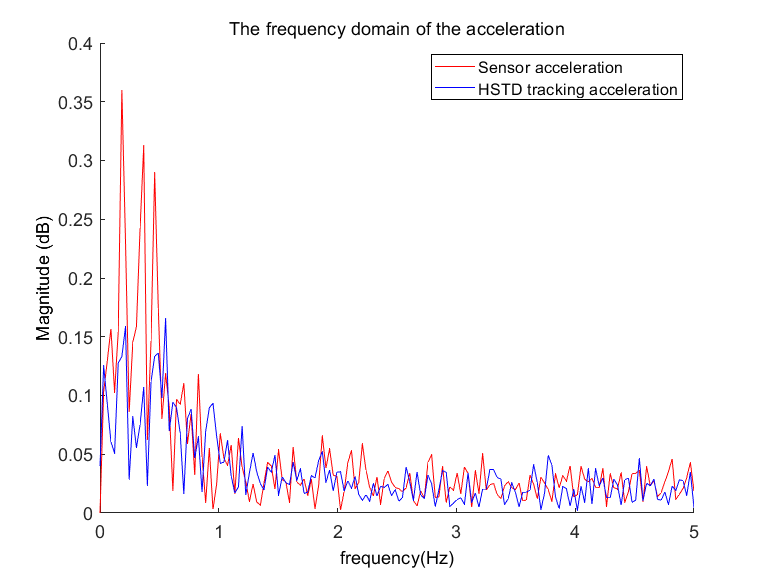 The frequency domain of the acceleration
Sensor acceleration
HSTD tracking acceleration
Magnitude (dB)
0.4
0.35
0.3
0.25
0.2
0.15
0.1
0.05
0
0 1 2 3 4 5
frequency(Hz)